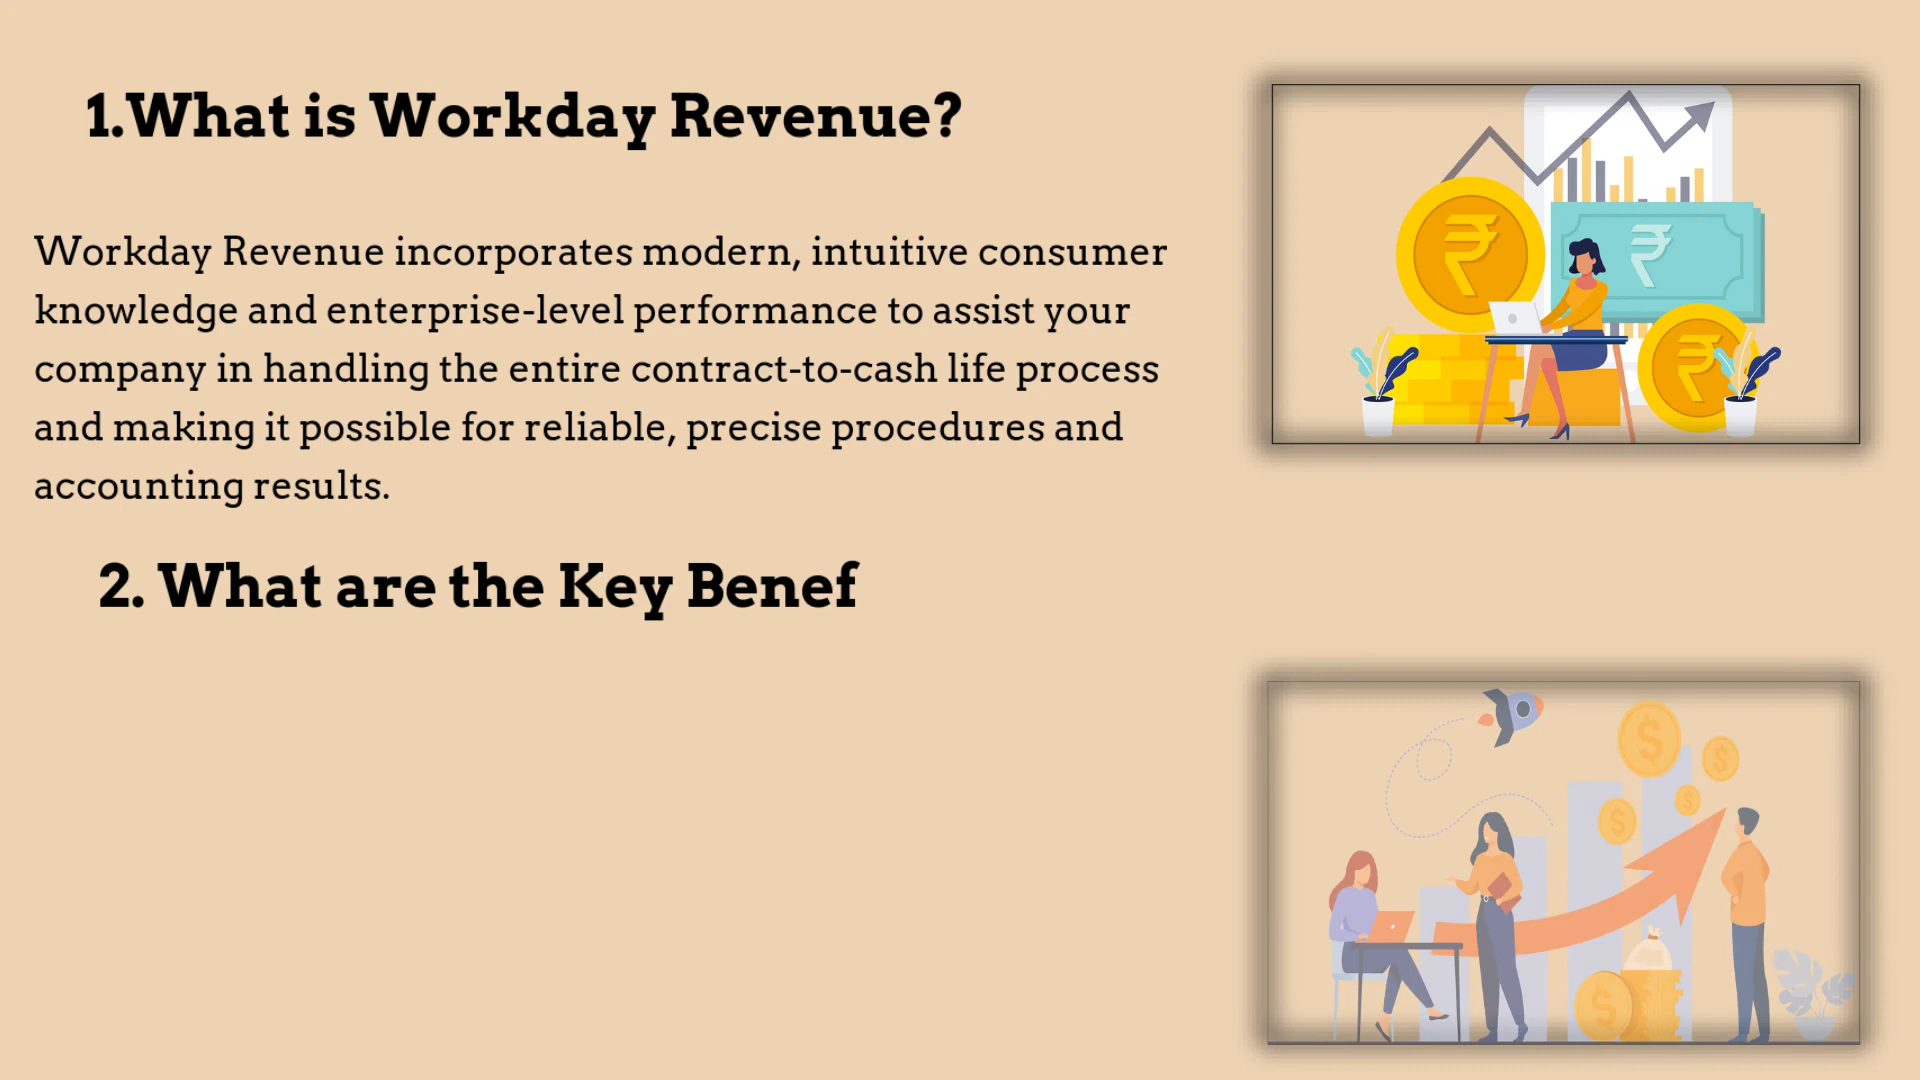 1.What is Workday Revenue?
Workday Revenue incorporates modern, intuitive consumer
knowledge and enterprise-level performance to assist your
company in handling the entire contract-to-cash life process
and making it possible for reliable, precise procedures and
accounting results.
2. What are the Key Benef
₹
₹
₹
$
$
$
$
$